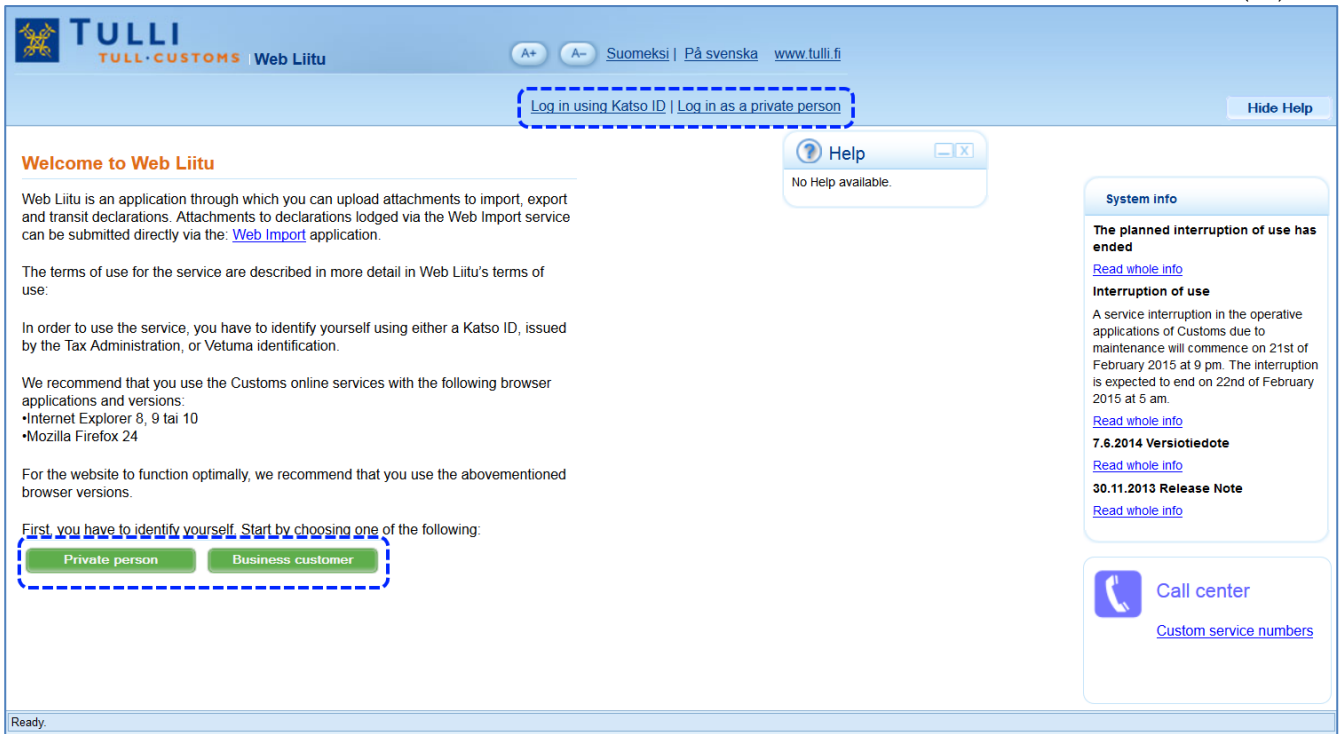 TULLI
TULL·CUSTOMS | Web Liitu
A+ A- Suomeksi | På svenska www.tulli.fi
Log in using Katso ID | Log in as a private person
Hide Help
Welcome to Web Liitu
Web Liitu is an application through which you can upload attachments to import, export
and transit declarations. Attachments to declarations lodged via the Web Import service
can be submitted directly via the: Web Import application.
The terms of use for the service are described in more detail in Web Liitu's terms of
use:
In order to use the service, you have to identify yourself using either a Katso ID, issued
by the Tax Administration, or Vetuma identification.
We recommend that you use the Customs online services with the following browser
applications and versions:
•Internet Explorer 8, 9 tai 10
•Mozilla Firefox 24
For the website to function optimally, we recommend that you use the abovementioned
browser versions.
First, you have to identify yourself. Start by choosing one of the following:
Private person Business customer
Help
No Help available.
System info
The planned interruption of use has
ended
Read whole info
Interruption of use
A service interruption in the operative
applications of Customs due to
maintenance will commence on 21st of
February 2015 at 9 pm. The interruption
is expected to end on 22nd of February
2015 at 5 am.
Read whole info
7.6.2014 Versiotiedote
Read whole info
30.11.2013 Release Note
Read whole info
Call center
Custom service numbers
Ready.